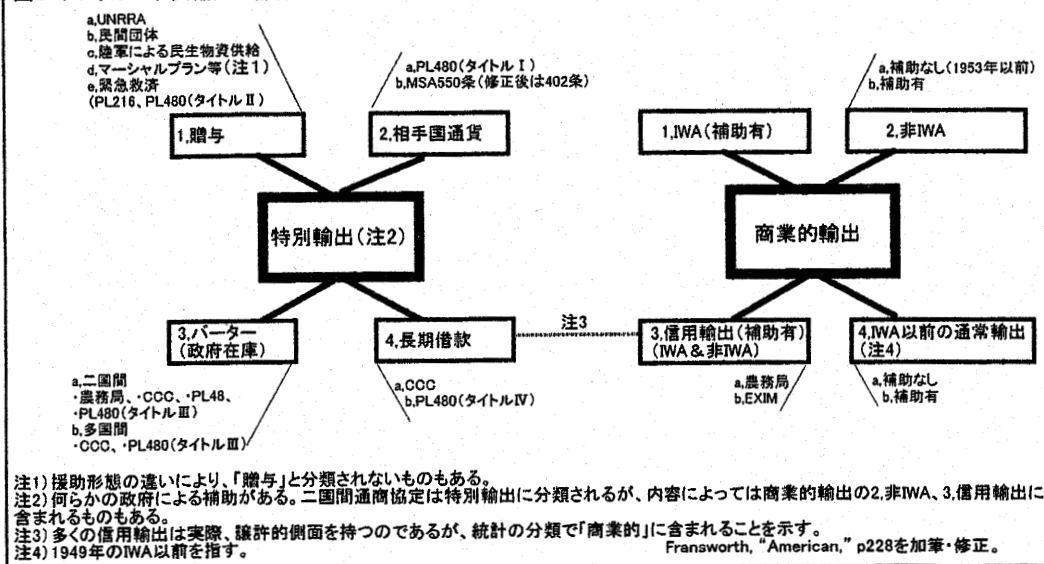 a,UNRRA
b,民間団体
c,陸軍による民生物資供給
d,マーシャルプラン等(注1)
e,緊急救済
(PL216、PL480(タイトルⅡ)
1,贈与
a,PL480(タイトルⅠ)
b,MSA550条(修正後は402条)
2,相手国通貨
特別輸出(注2)
3,バーター
(政府在庫)
a,二国間
・農務局、・CCC、・PL48、
・PL480(タイトルⅢ)
b,多国間
・CCC、・PL480(タイトルⅢ)
4,長期借款
a,CCC
b,PL480(タイトルⅣ)
注3
1,IWA(補助有)
a,補助なし(1953年以前)
b,補助有
2,非IWA
商業的輸出
3,信用輸出(補助有)
(IWA&非IWA)
a,農務局
b,EXIM
4,IWA以前の通常輸出
(注4)
a,補助なし
b,補助有
注1)援助形態の違いにより、「贈与」と分類されないものもある。
注2)何らかの政府による補助がある。二国間通商協定は特別輸出に分類されるが、内容によっては商業的輸出の2,非IWA、3,信用輸出に
含まれるものもある。
注3)多くの信用輸出は実際、譲許的側面を持つのであるが、統計の分類で「商業的」に含まれることを示す。
注4)1949年のIWA以前を指す。
Fransworth, "American," p228を加筆・修正。